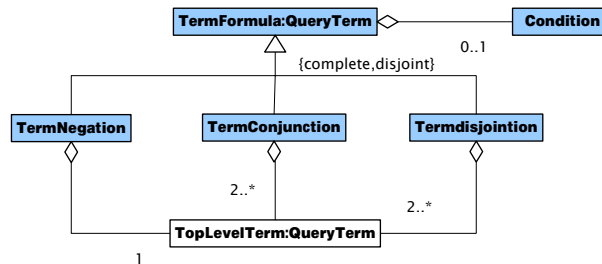 TermFormula:QueryTerm
Condition
0..1
{complete,disjoint}
TermNegation
TermConjunction
Termdisjointion
2..*
2..*
TopLevelTerm:QueryTerm
1